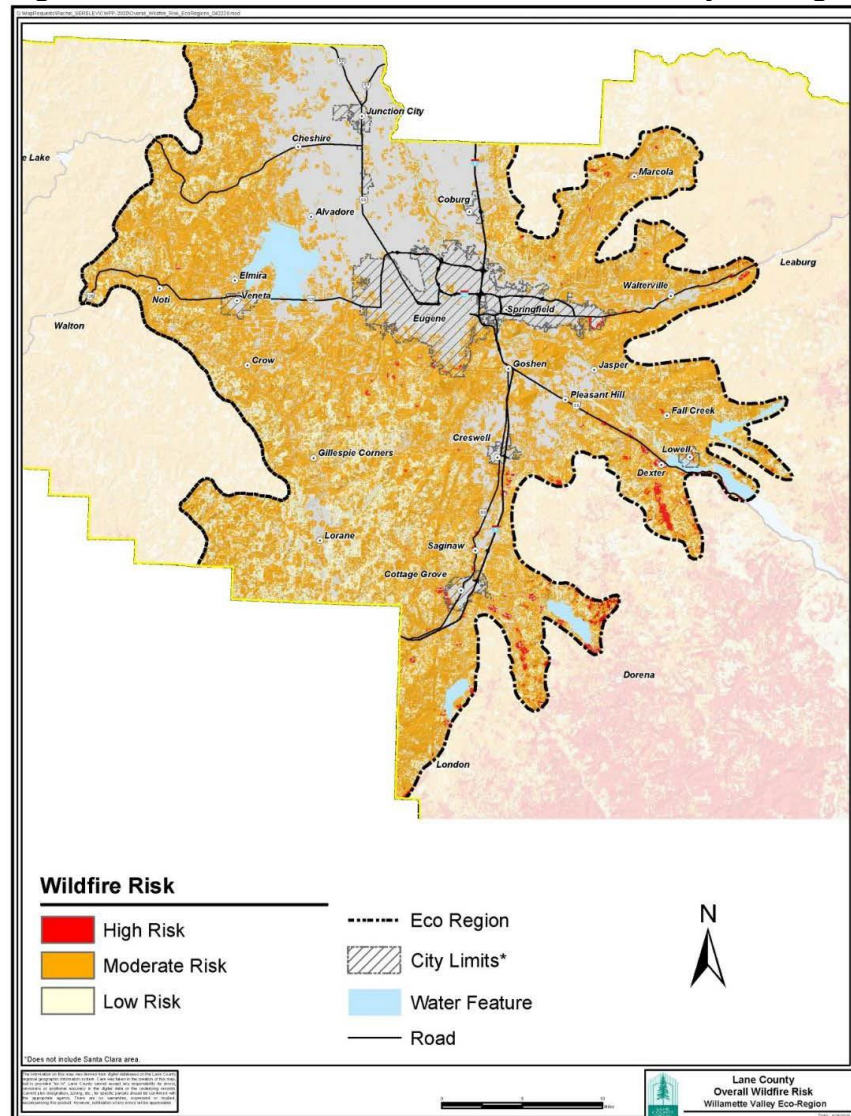 Junction City
Cheshire
e Lake
Marcola
Alvadore
Coburg
Leaburg
Elmira
Walterville
Noti
Veneta
Springfield
Eugene
Walton
Crow
Goshen
Jasper
Pleasant Hill
Fall Creek
Creswell
Gillespie Corners
Lowell
Dexter
Lorane
Saginaw
Cottage Grove
Dorena
London
Wildfire Risk
High Risk
Moderate Risk
Low Risk
Eco Region
City Limits*
Water Feature
Road
N
*Does not include Santa Clara area.
Lane County
Overall Wildfire Risk
Willamette Valley Eco-Region